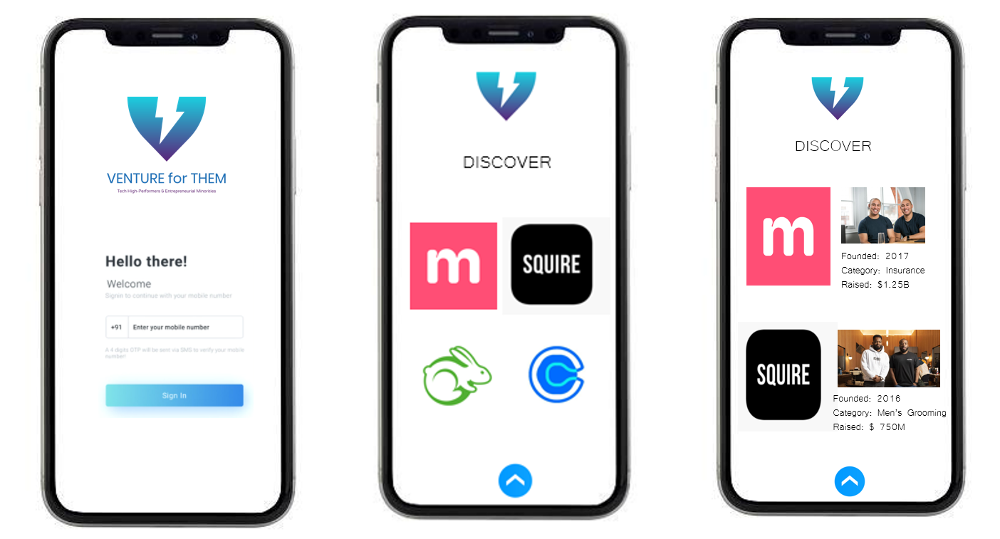 VENTURE for THEM
Tech High-Performers & Entrepreneurial Minorities
Hello there!
Welcome
Signin to continue with your mobile number
+91 Enter your mobile number
A 4 digits OTP will be sent via SMS to verify your mobile
number!
Sign In
DISCOVER
m
SQUIRE
DISCOVER
m
Founded: 2017
Category: Insurance
Raised: $1.25B
SQUIRE
Founded: 2016
Category: Men's Grooming
Raised: $ 750M